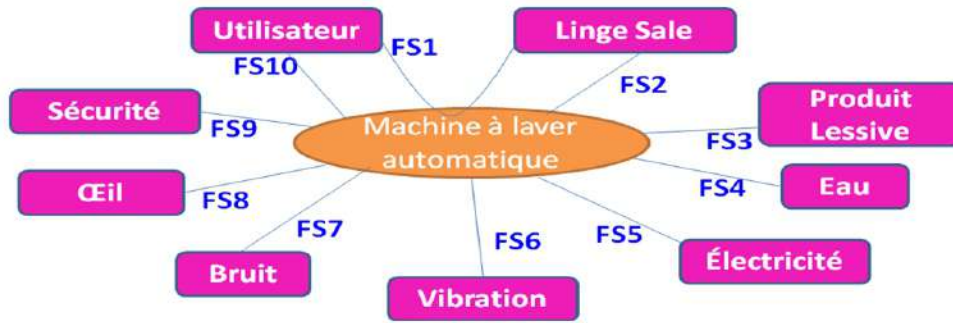 Utilisateur
Linge Sale
FS1
FS10
FS2
Sécurité
Produit
Lessive
FS9
Machine à laver
automatique
FS3
Œil
FS8
FS4
Eau
FS7
FS6
FS5
Bruit
Électricité
Vibration